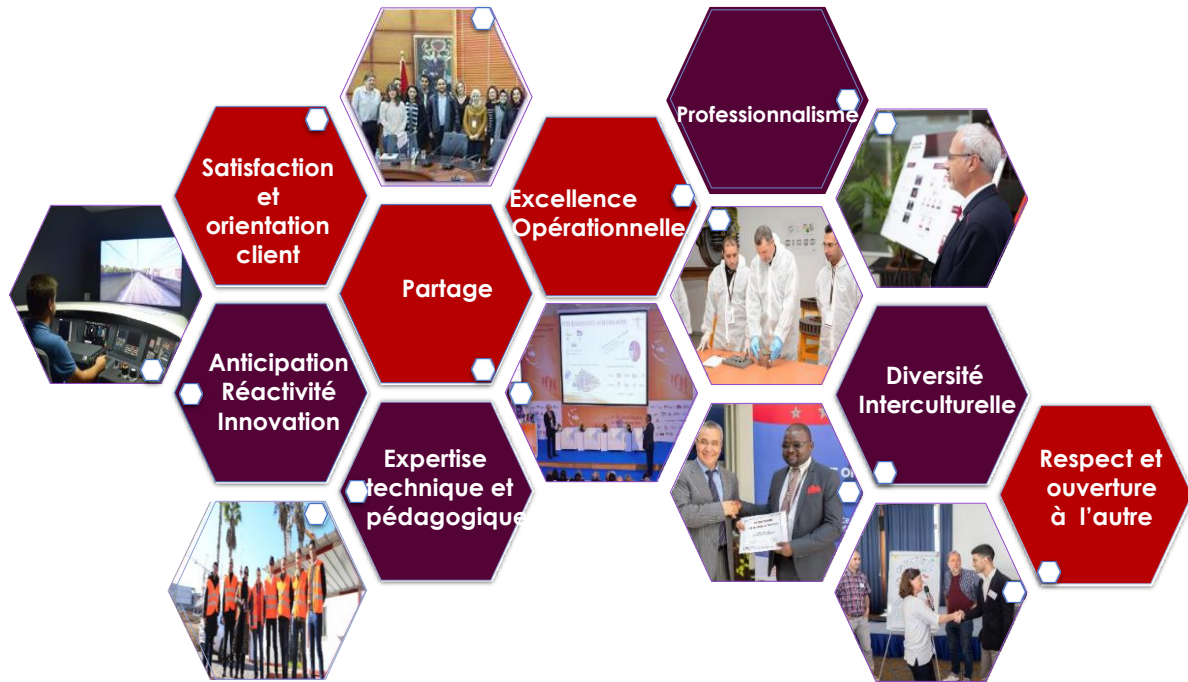 Satisfaction
et
orientation
client
Partage
Excellence
Opérationnelle
Professionnalisme
Anticipation
Réactivité
Innovation
Expertise
technique et
pédagogique
Diversité
Interculturelle
Respect et
ouverture
à l’autre